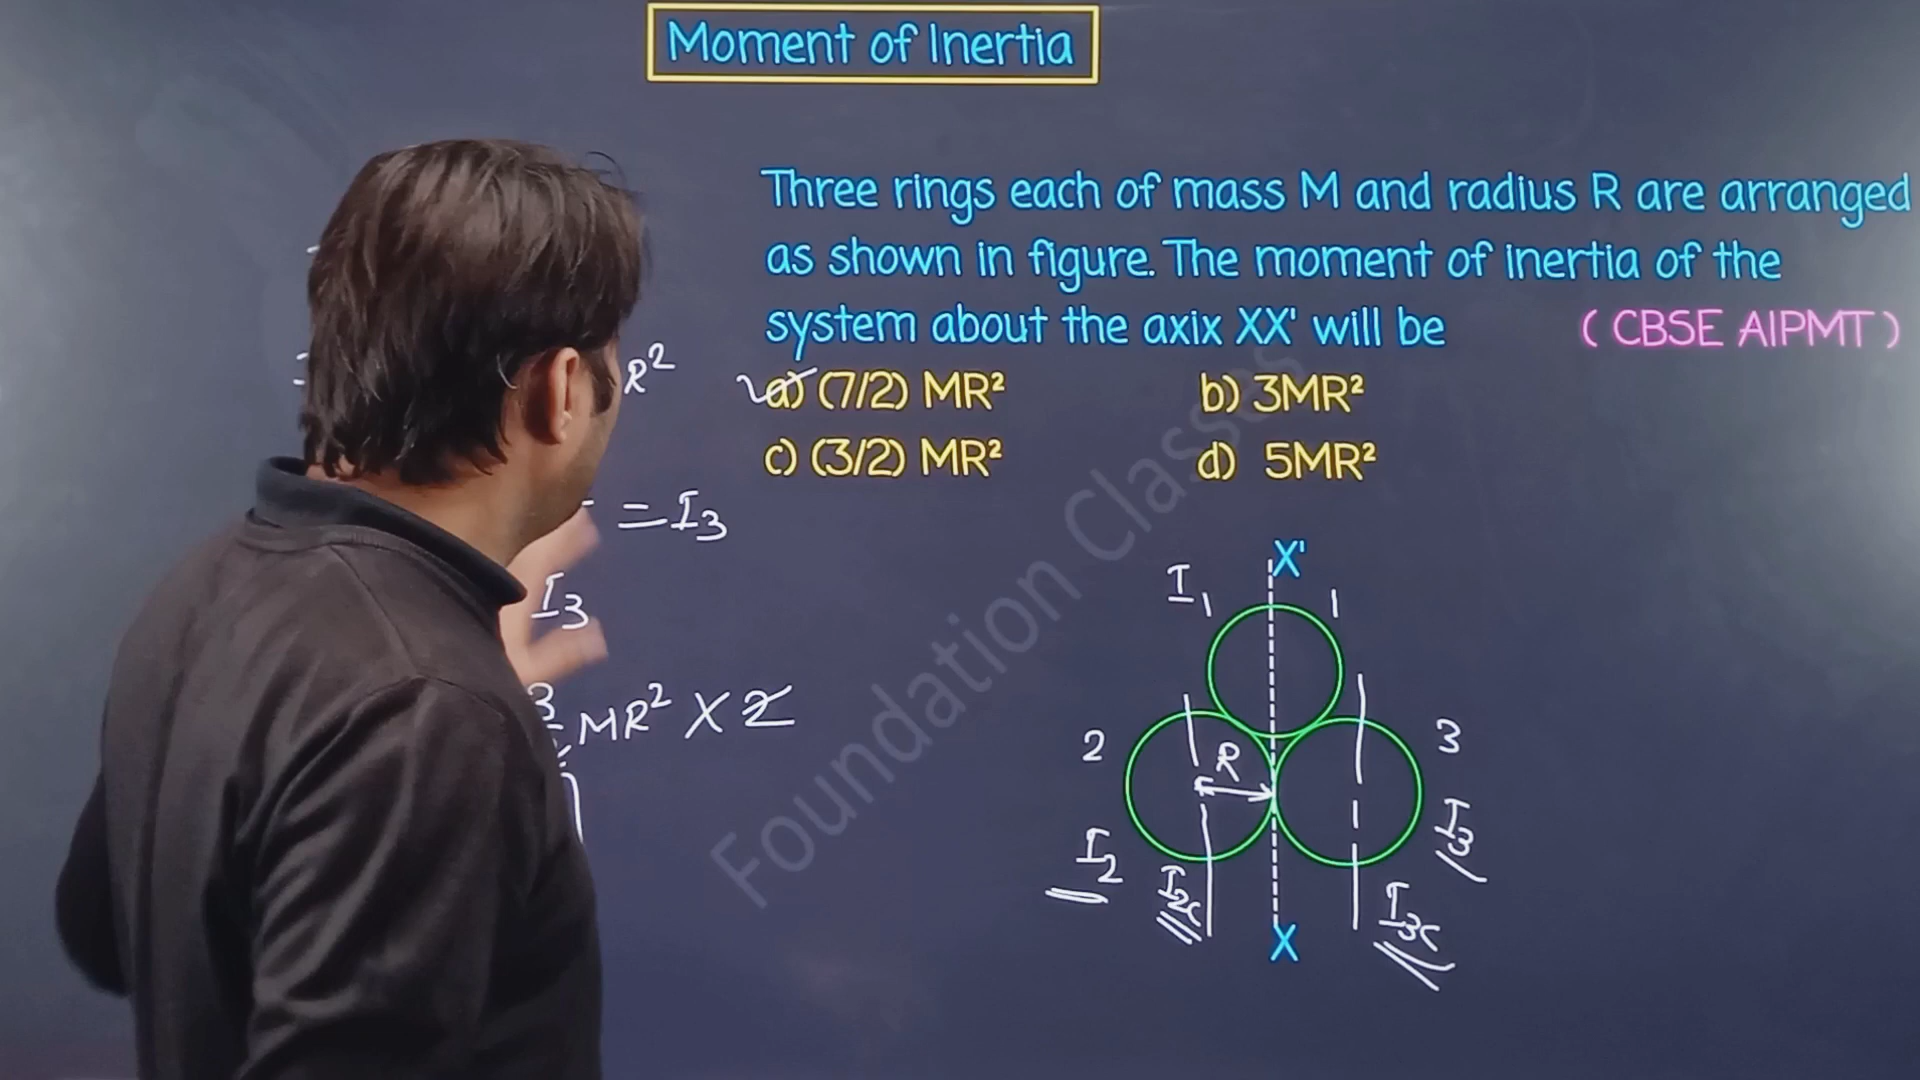 Moment of Inertia
Three rings each of mass M and radius R are arranged
as shown in figure. The moment of inertia of the
system about the axix XX' will be ( CBSE AIPMT )
a) (7/2) MR² b) 3MR²
c) (3/2) MR² d) 5MR²
R²
= I₃
I₃
MR² X 2
X'
I₁ 1
2 R 3
I₂ I₃
I₂c I₃c
X
Foundation Classes